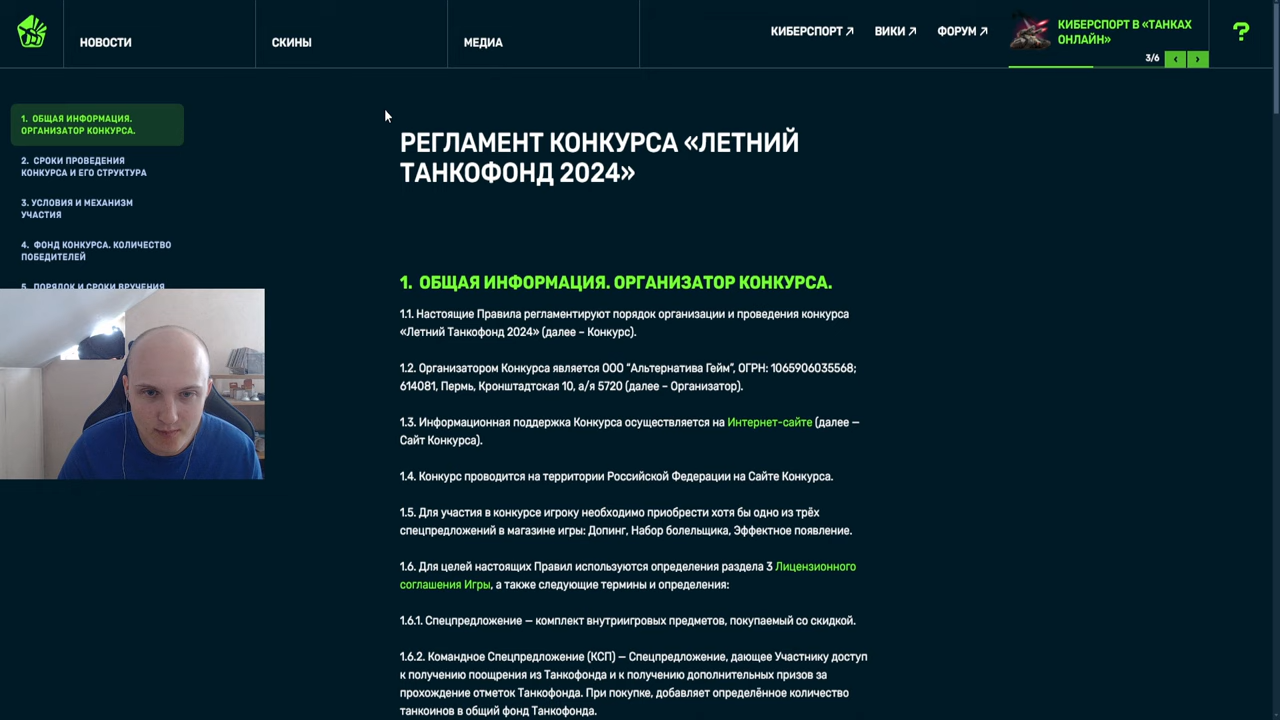 НОВОСТИ
СКИНЫ
МЕДИА
КИБЕРСПОРТ ↗
ВИКИ ↗
ФОРУМ ↗
КИБЕРСПОРТ В «ТАНКАХ
ОНЛАЙН»
3/6
‹ ›
?
1. ОБЩАЯ ИНФОРМАЦИЯ.
ОРГАНИЗАТОР КОНКУРСА.
2. СРОКИ ПРОВЕДЕНИЯ
КОНКУРСА И ЕГО СТРУКТУРА
3. УСЛОВИЯ И МЕХАНИЗМ
УЧАСТИЯ
4. ФОНД КОНКУРСА. КОЛИЧЕСТВО
ПОБЕДИТЕЛЕЙ
5. ПОРЯДОК И СРОКИ ВРУЧЕНИЯ
РЕГЛАМЕНТ КОНКУРСА «ЛЕТНИЙ
ТАНКОФОНД 2024»
1. ОБЩАЯ ИНФОРМАЦИЯ. ОРГАНИЗАТОР КОНКУРСА.
1.1. Настоящие Правила регламентируют порядок организации и проведения конкурса
«Летний Танкофонд 2024» (далее – Конкурс).
1.2. Организатором Конкурса является ООО "Альтернатива Гейм", ОГРН: 1065906035568;
614081, Пермь, Кронштадтская 10, а/я 5720 (далее – Организатор).
1.3. Информационная поддержка Конкурса осуществляется на Интернет-сайте (далее —
Сайт Конкурса).
1.4. Конкурс проводится на территории Российской Федерации на Сайте Конкурса.
1.5. Для участия в конкурсе игроку необходимо приобрести хотя бы одно из трёх
спецпредложений в магазине игры: Допинг, Набор болельщика, Эффектное появление.
1.6. Для целей настоящих Правил используются определения раздела 3 Лицензионного
соглашения Игры, а также следующие термины и определения:
1.6.1. Спецпредложение — комплект внутриигровых предметов, покупаемый со скидкой.
1.6.2. Командное Спецпредложение (КСП) — Спецпредложение, дающее Участнику доступ
к получению поощрения из Танкофонда и к получению дополнительных призов за
прохождение отметок Танкофонда. При покупке, добавляет определённое количество
танкоинов в общий фонд Танкофонда.